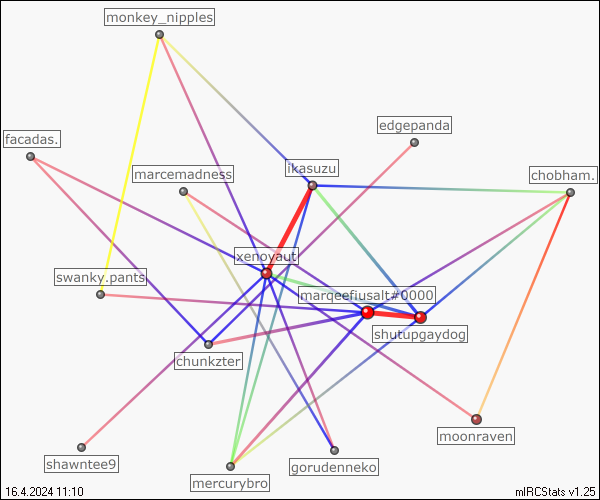 monkey_nipples
edgepanda
facadas.
marcemadness
ikasuzu
chobham.
xenoyaut
swanky.pants
marqeefiusalt#0000
shutupgaydog
chunkzter
moonraven
shawntee9
gorudenneko
mercurybro
16.4.2024 11:10
mIRCStats v1.25